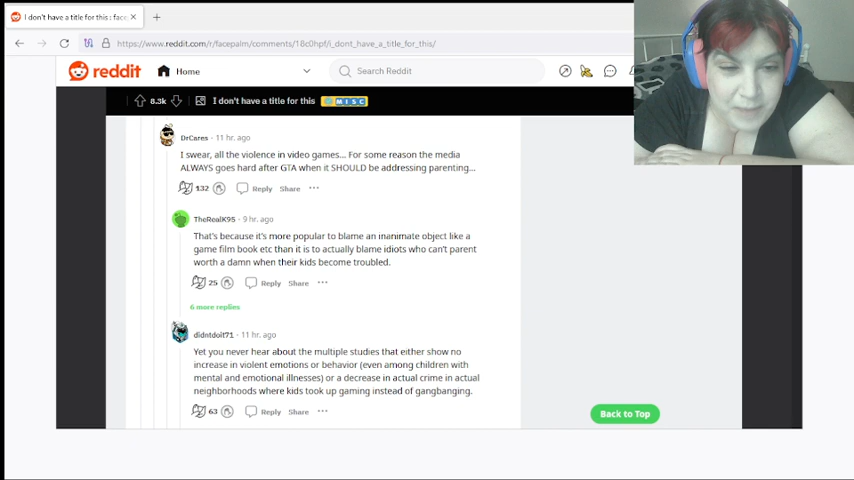 I don't have a title for this : face
https://www.reddit.com/r/facepalm/comments/18c0hpf/i_dont_have_a_title_for_this/
reddit
Home
Search Reddit
8.3k
I don't have a title for this
MISC
DrCares · 11 hr. ago
I swear, all the violence in video games... For some reason the media
ALWAYS goes hard after GTA when it SHOULD be addressing parenting...
132 Reply Share ···
TheRealK95 · 9 hr. ago
That's because it's more popular to blame an inanimate object like a
game film book etc than it is to actually blame idiots who can't parent
worth a damn when their kids become troubled.
25 Reply Share ···
6 more replies
didntdoit71 · 11 hr. ago
Yet you never hear about the multiple studies that either show no
increase in violent emotions or behavior (even among children with
mental and emotional illnesses) or a decrease in actual crime in actual
neighborhoods where kids took up gaming instead of gangbanging.
63 Reply Share ···
Back to Top